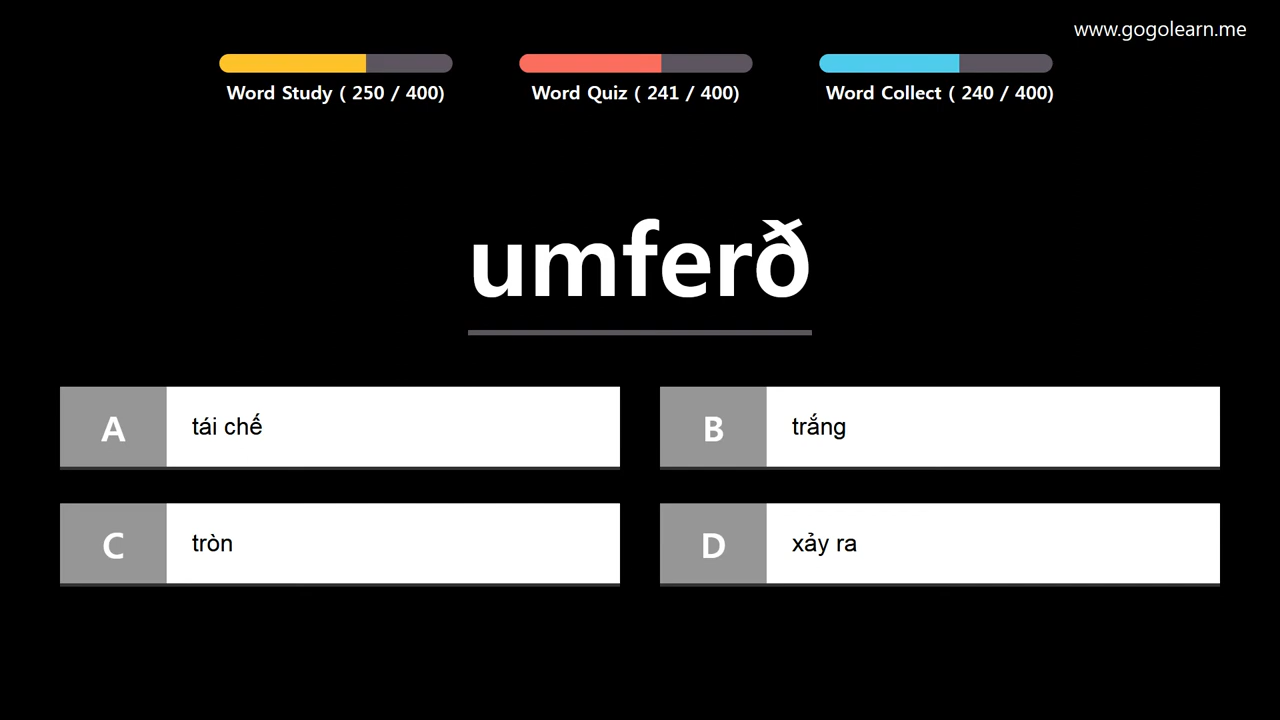 www.gogolearn.me
Word Study ( 250 / 400)
Word Quiz ( 241 / 400)
Word Collect ( 240 / 400)
umferð
A
tái chế
B
trắng
C
tròn
D
xảy ra